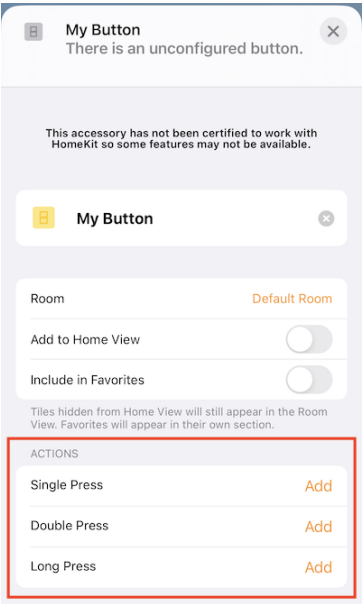 My Button
There is an unconfigured button.
This accessory has not been certified to work with
HomeKit so some features may not be available.
My Button
Room Default Room
Add to Home View
Include in Favorites
Tiles hidden from Home View will still appear in the Room
View. Favorites will appear in their own section.
ACTIONS
Single Press Add
Double Press Add
Long Press Add